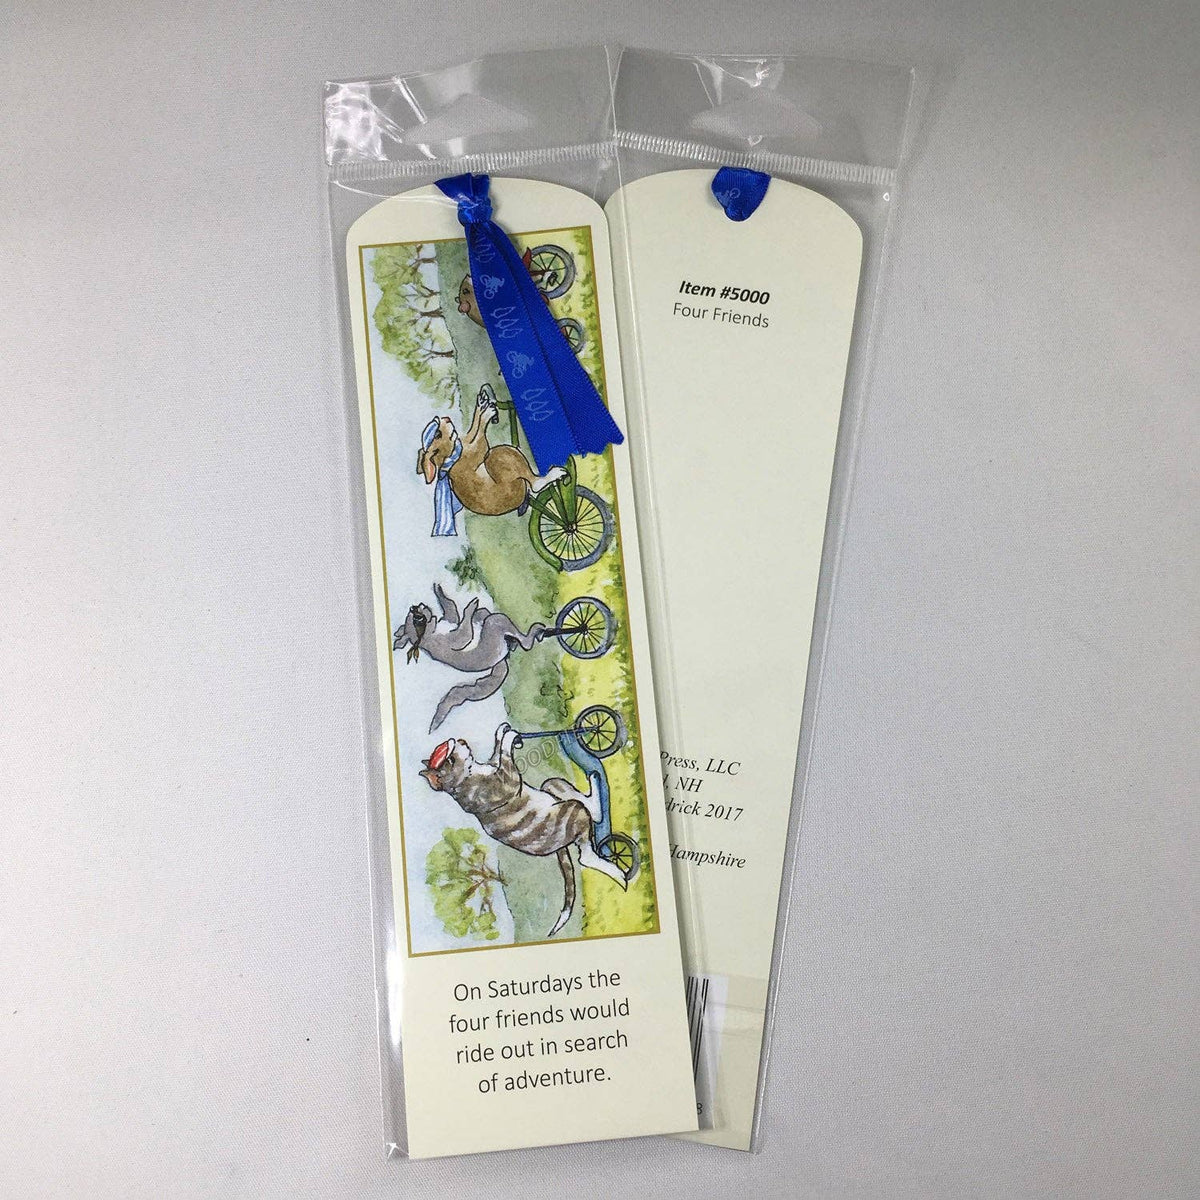 On Saturdays the
four friends would
ride out in search
of adventure.
Item #5000
Four Friends
Press, LLC
NH
2017
Hampshire